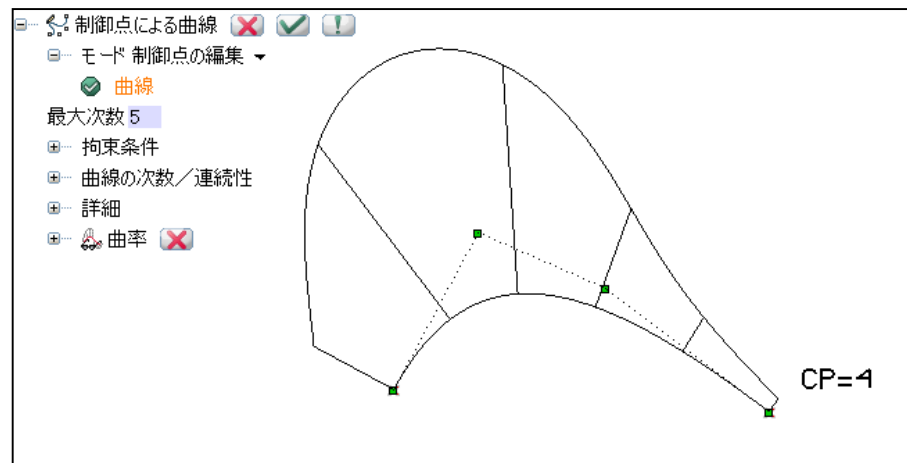 制御点による曲線
モード 制御点の編集
曲線
最大次数 5
拘束条件
曲線の次数／連続性
詳細
曲率
CP=4